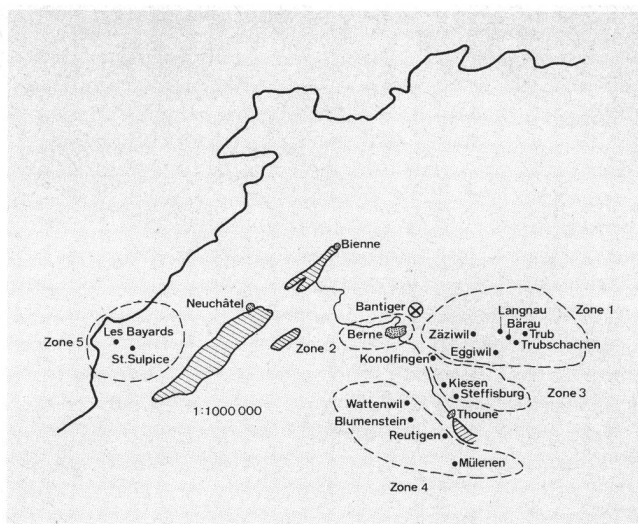 Bienne
Neuchâtel
Bantiger
Langnau
Zone 1
Bärau
Zäziwil
Trub
Les Bayards
Zone 5
St.Sulpice
Zone 2
Berne
Trubschachen
Konolfingen
Eggiwil
Kiesen
Steffisburg
Zone 3
1:1000 000
Wattenwil
Thoune
Blumenstein
Reutigen
Mülenen
Zone 4